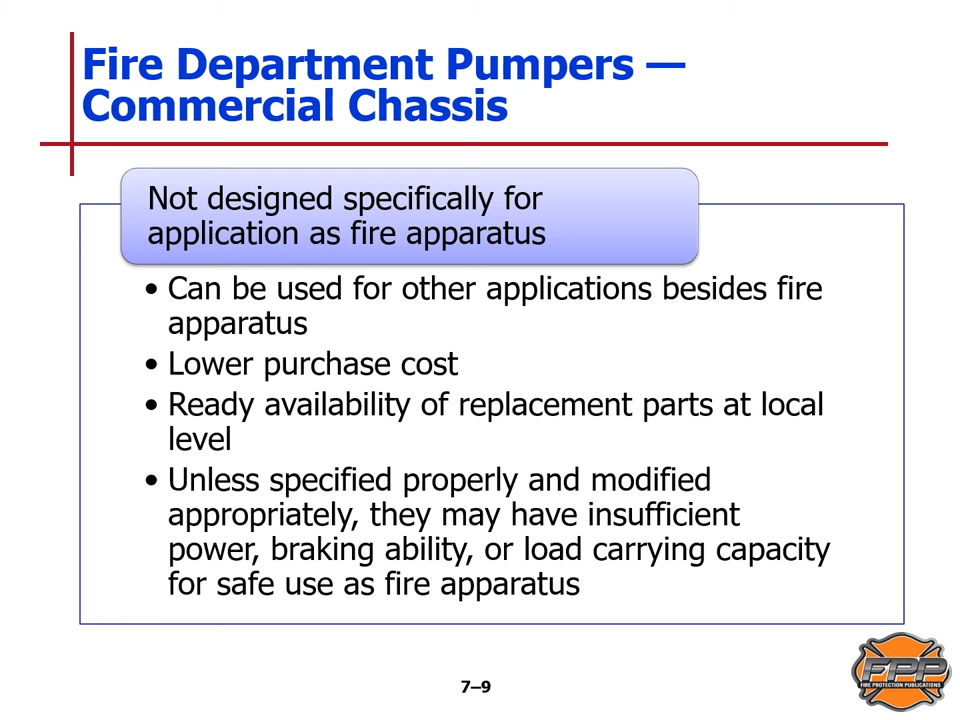 Fire Department Pumpers —
Commercial Chassis
Not designed specifically for
application as fire apparatus
• Can be used for other applications besides fire
apparatus
• Lower purchase cost
• Ready availability of replacement parts at local
level
• Unless specified properly and modified
appropriately, they may have insufficient
power, braking ability, or load carrying capacity
for safe use as fire apparatus
7–9
FPP
FIRE PROTECTION PUBLICATIONS